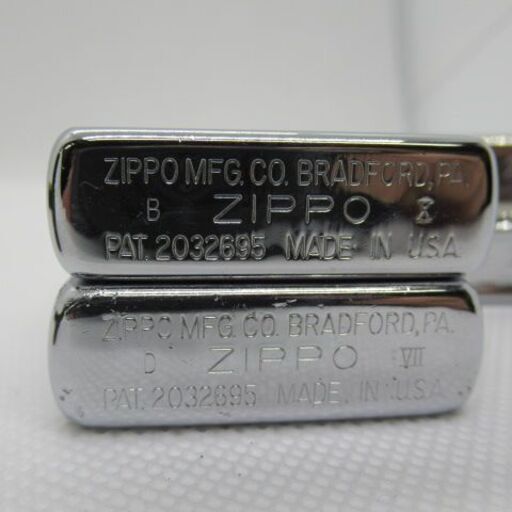 ZIPPO MFG. CO. BRADFORD, PA.
B ZIPPO X
PAT. 2032695 MADE IN U.S.A.
ZIPPO MFG. CO. BRADFORD, PA.
D ZIPPO VII
PAT. 2032695 MADE IN U.S.A.